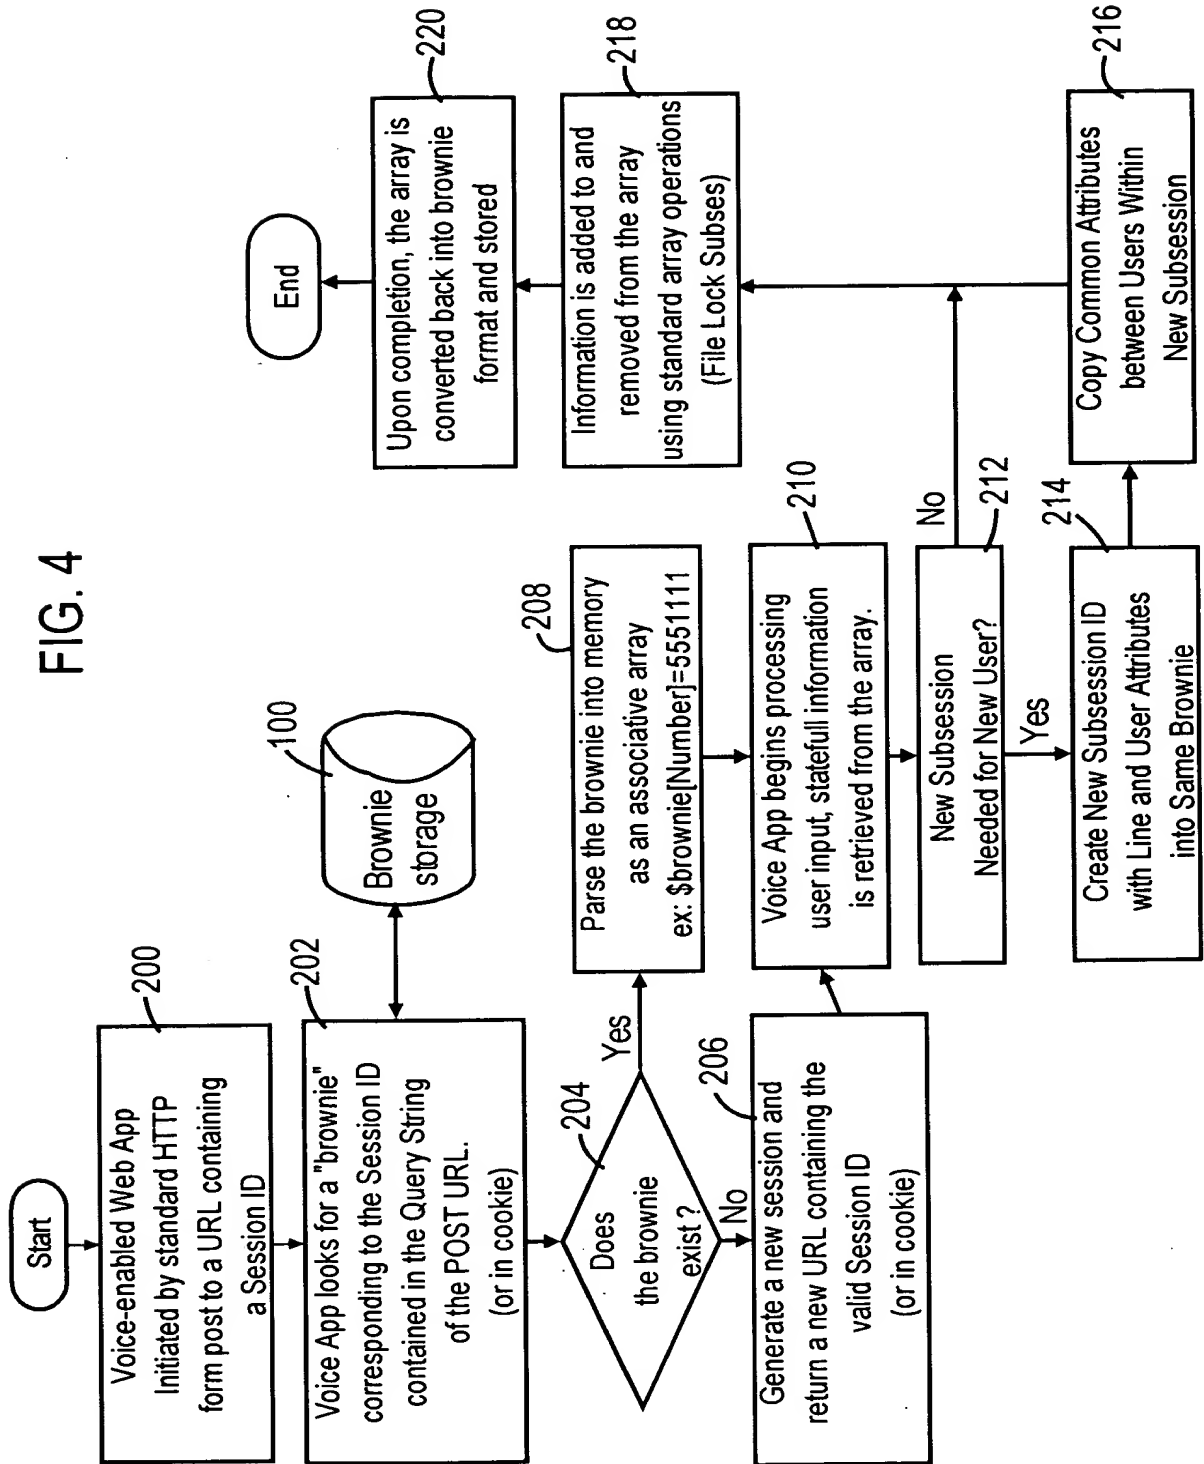 FIG. 4
Start
200
Voice-enabled Web App
Initiated by standard HTTP
form post to a URL containing
a Session ID
202
Voice App looks for a "brownie"
corresponding to the Session ID
contained in the Query String
of the POST URL.
(or in cookie)
100
Brownie
storage
204
Does
the brownie
exist ?
Yes
No
206
Generate a new session and
return a new URL containing the
valid Session ID
(or in cookie)
208
Parse the brownie into memory
as an associative array
ex: $brownie[Number]=5551111
210
Voice App begins processing
user input, statefull information
is retrieved from the array.
212
New Subsession
Needed for New User?
No
Yes
214
Create New Subsession ID
with Line and User Attributes
into Same Brownie
216
Copy Common Attributes
between Users Within
New Subsession
218
Information is added to and
removed from the array
using standard array operations
(File Lock Subses)
220
Upon completion, the array is
converted back into brownie
format and stored
End